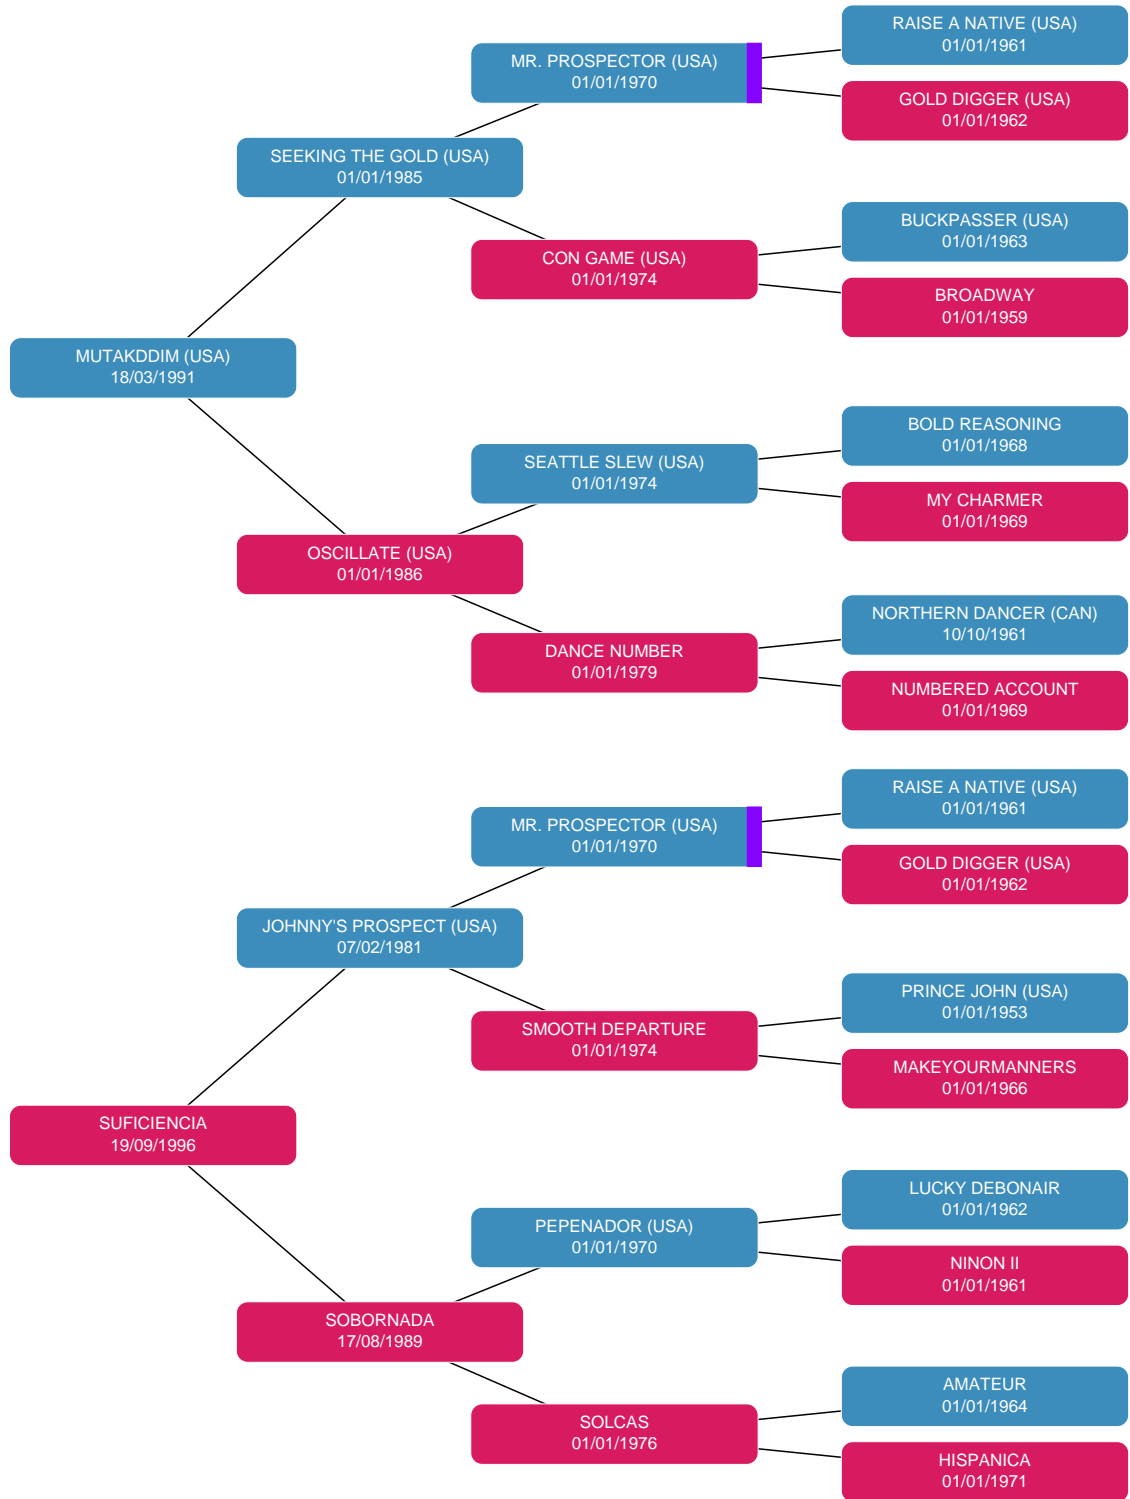 RAISE A NATIVE (USA)
01/01/1961
MR. PROSPECTOR (USA)
01/01/1970
GOLD DIGGER (USA)
01/01/1962
SEEKING THE GOLD (USA)
01/01/1985
BUCKPASSER (USA)
01/01/1963
CON GAME (USA)
01/01/1974
BROADWAY
01/01/1959
MUTAKDDIM (USA)
18/03/1991
BOLD REASONING
01/01/1968
SEATTLE SLEW (USA)
01/01/1974
MY CHARMER
01/01/1969
OSCILLATE (USA)
01/01/1986
NORTHERN DANCER (CAN)
10/10/1961
DANCE NUMBER
01/01/1979
NUMBERED ACCOUNT
01/01/1969
RAISE A NATIVE (USA)
01/01/1961
MR. PROSPECTOR (USA)
01/01/1970
GOLD DIGGER (USA)
01/01/1962
JOHNNY'S PROSPECT (USA)
07/02/1981
PRINCE JOHN (USA)
01/01/1953
SMOOTH DEPARTURE
01/01/1974
MAKEYOURMANNERS
01/01/1966
SUFICIENCIA
19/09/1996
LUCKY DEBONAIR
01/01/1962
PEPENADOR (USA)
01/01/1970
NINON II
01/01/1961
SOBORNADA
17/08/1989
AMATEUR
01/01/1964
SOLCAS
01/01/1976
HISPANICA
01/01/1971